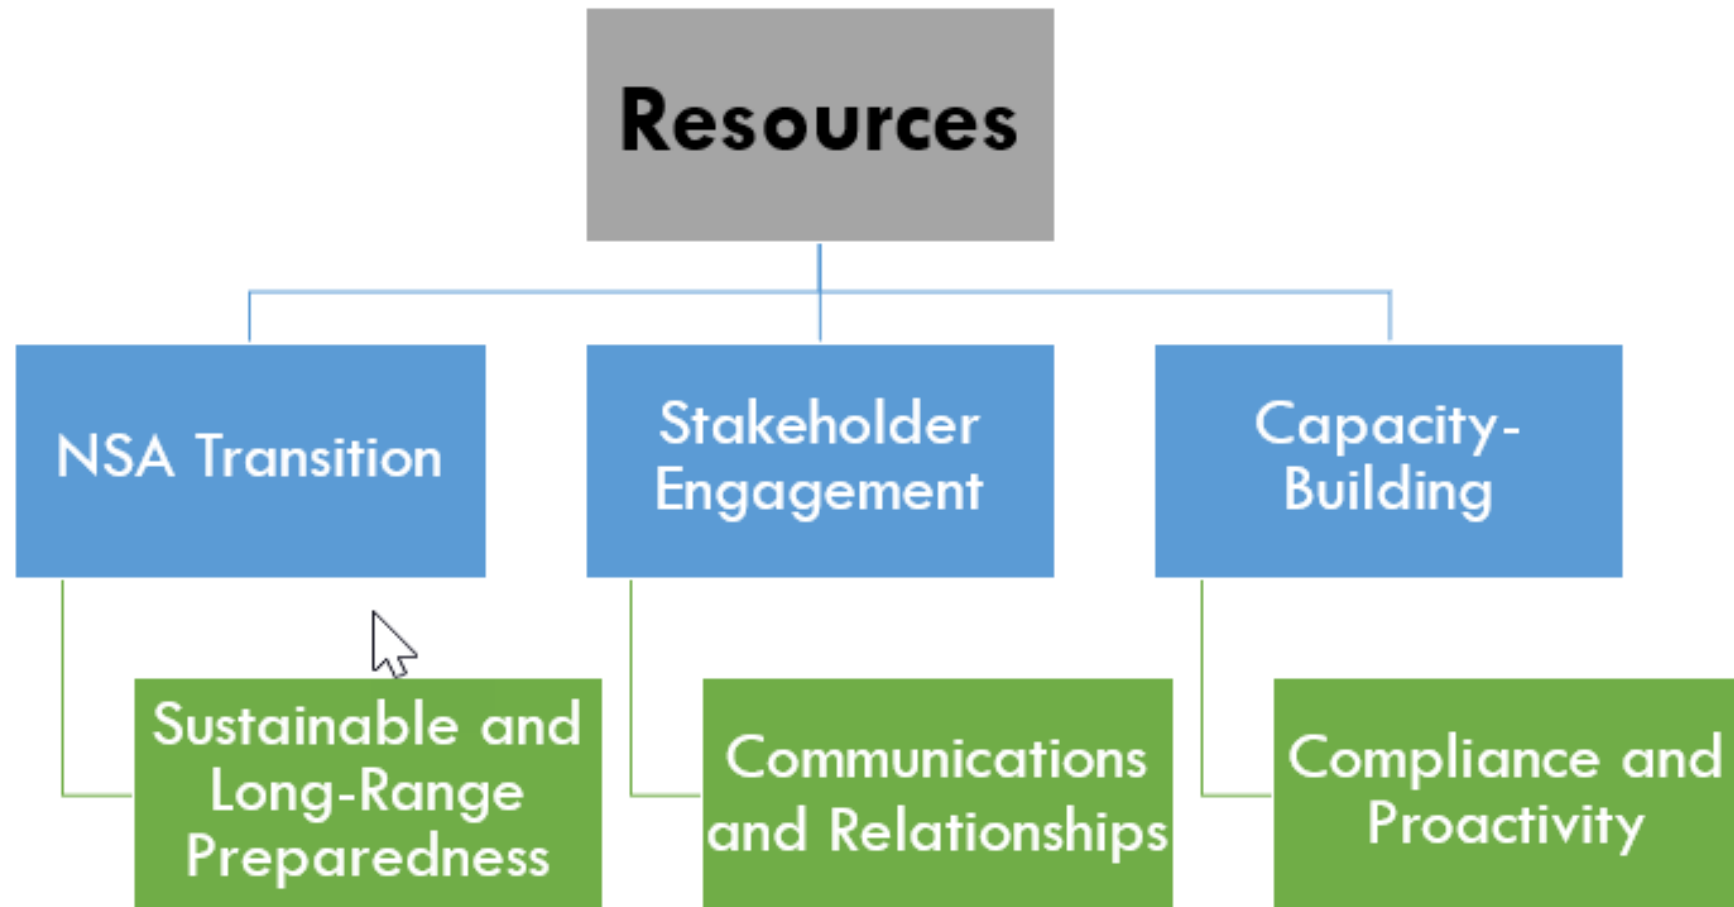 Resources
NSA Transition
Stakeholder
Engagement
Capacity-
Building
Sustainable and
Long-Range
Preparedness
Communications
and Relationships
Compliance and
Proactivity